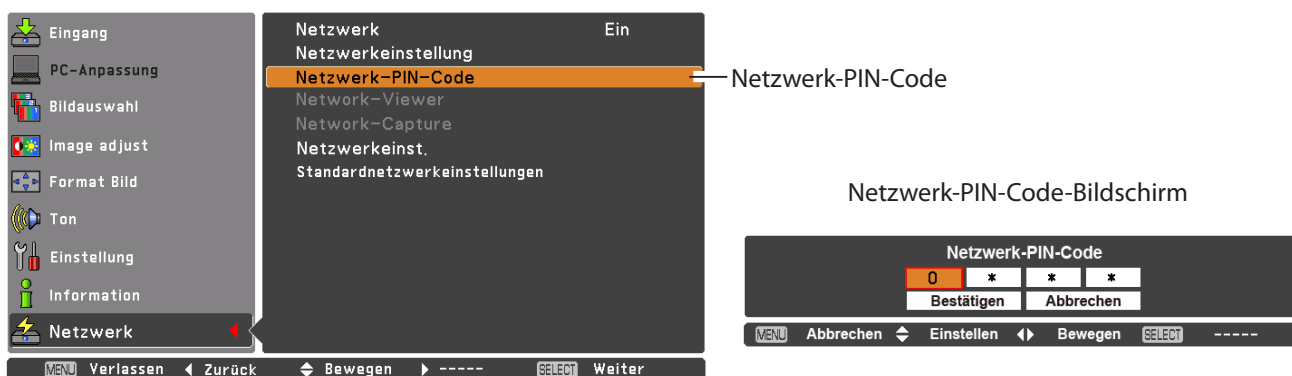 Eingang
PC-Anpassung
Bildauswahl
Image adjust
Format Bild
Ton
Einstellung
Information
Netzwerk
Netzwerk Ein
Netzwerkeinstellung
Netzwerk-PIN-Code
Network-Viewer
Network-Capture
Netzwerkeinst.
Standardnetzwerkeinstellungen
MENU Verlassen Zurück Bewegen ----- SELECT Weiter
Netzwerk-PIN-Code
Netzwerk-PIN-Code-Bildschirm
Netzwerk-PIN-Code
0 * * *
Bestätigen Abbrechen
MENU Abbrechen Einstellen Bewegen SELECT -----